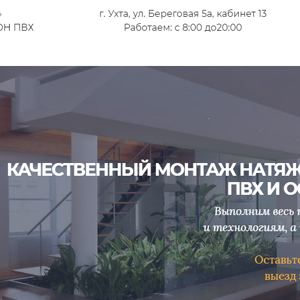 г. Ухта, ул. Береговая 5а, кабинет 13
ОН ПВХ
Работаем: с 8:00 до20:00
КАЧЕСТВЕННЫЙ МОНТАЖ НАТЯЖ
ПВХ И О
Выполним весь
и технологиям, а
Оставьте
выезд